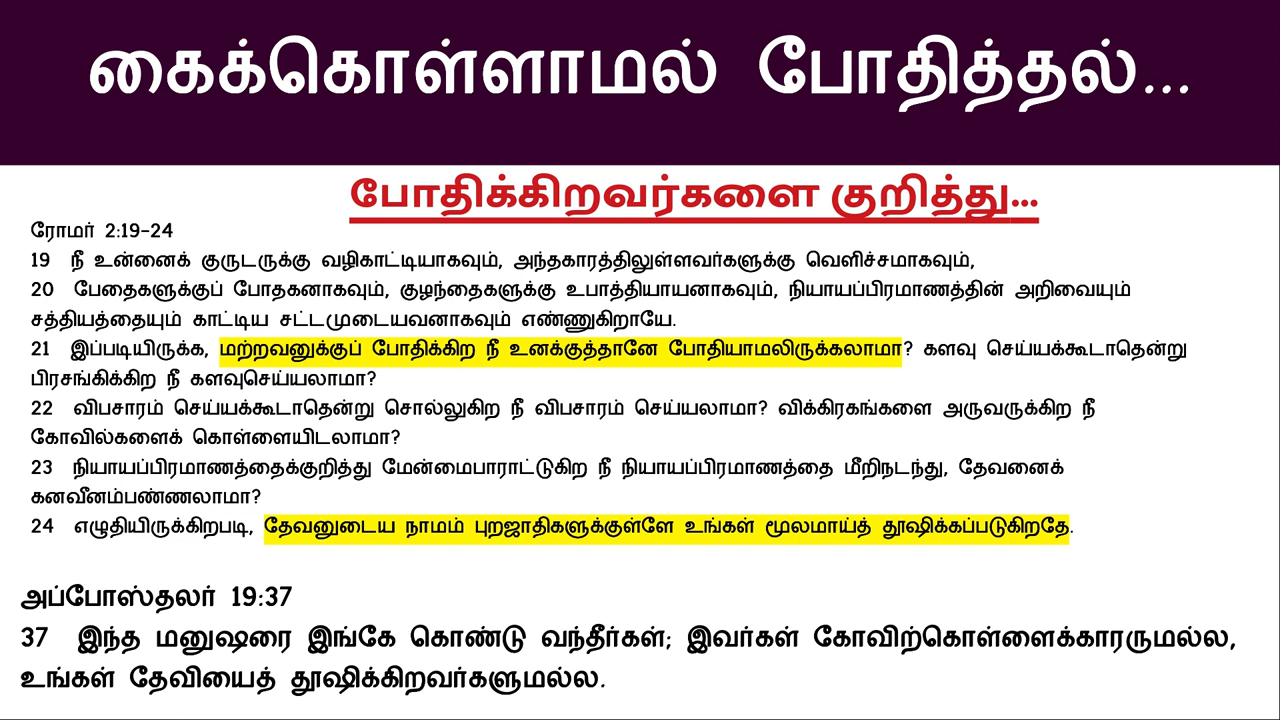 கைக்கொள்ளாமல் போதித்தல்...
போதிக்கிறவர்களை குறித்து...
ரோமர் 2:19-24
19 நீ உன்னைக் குருடருக்கு வழிகாட்டியாகவும், அந்தகாரத்திலுள்ளவர்களுக்கு வெளிச்சமாகவும்,
20 பேதைகளுக்குப் போதகனாகவும், குழந்தைகளுக்கு உபாத்தியாயனாகவும், நியாயப்பிரமாணத்தின் அறிவையும்
சத்தியத்தையும் காட்டிய சட்டமுடையவனாகவும் எண்ணுகிறாயே.
21 இப்படியிருக்க, மற்றவனுக்குப் போதிக்கிற நீ உனக்குத்தானே போதியாமலிருக்கலாமா? களவு செய்யக்கூடாதென்று
பிரசங்கிக்கிற நீ களவுசெய்யலாமா?
22 விபசாரம் செய்யக்கூடாதென்று சொல்லுகிற நீ விபசாரம் செய்யலாமா? விக்கிரகங்களை அருவருக்கிற நீ
கோவில்களைக் கொள்ளையிடலாமா?
23 நியாயப்பிரமாணத்தைக்குறித்து மேன்மைபாராட்டுகிற நீ நியாயப்பிரமாணத்தை மீறிநடந்து, தேவனைக்
கனவீனம்பண்ணலாமா?
24 எழுதியிருக்கிறபடி, தேவனுடைய நாமம் புறஜாதிகளுக்குள்ளே உங்கள் மூலமாய்த் தூஷிக்கப்படுகிறதே.
அப்போஸ்தலர் 19:37
37 இந்த மனுஷரை இங்கே கொண்டு வந்தீர்கள்; இவர்கள் கோவிற்கொள்ளைக்காரருமல்ல,
உங்கள் தேவியைத் தூஷிக்கிறவர்களுமல்ல.